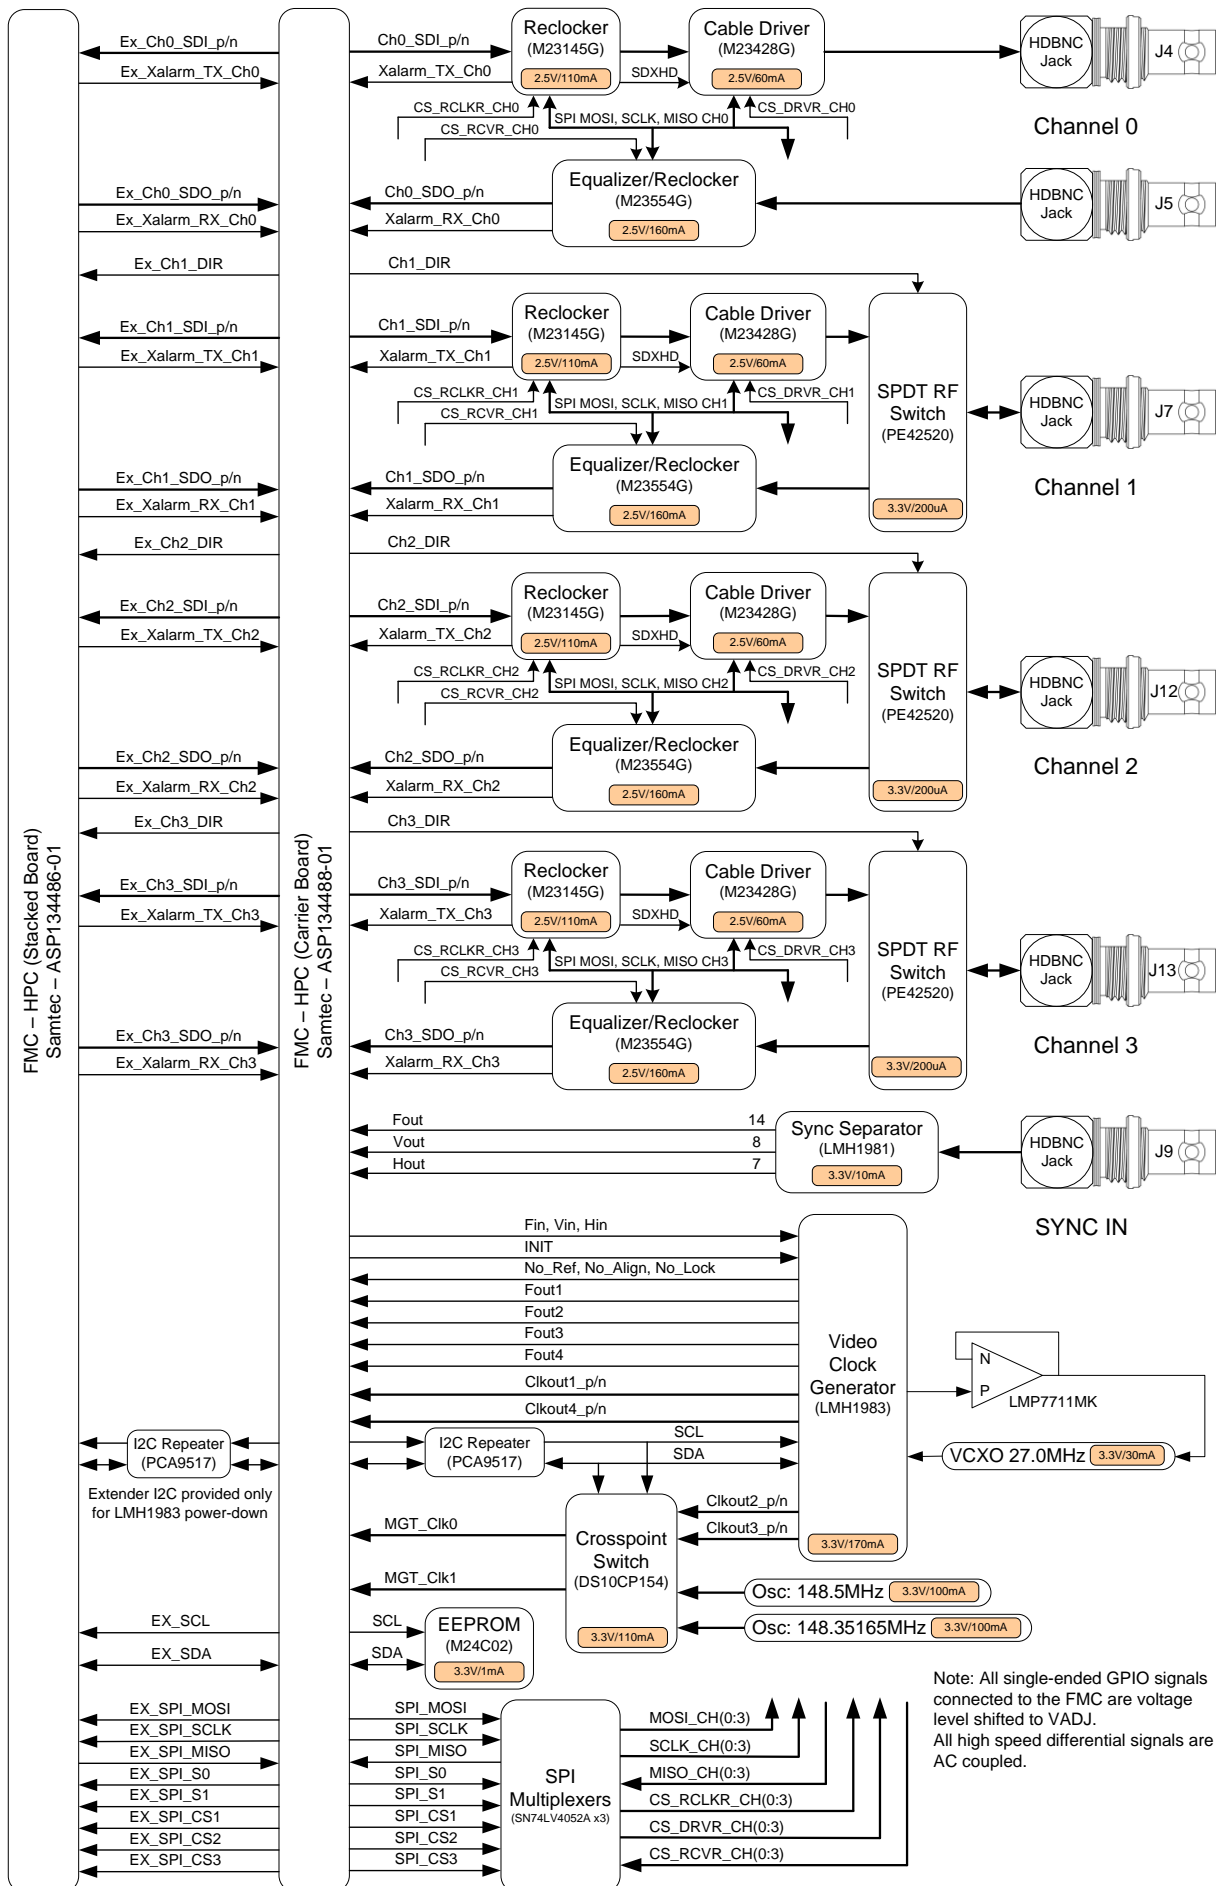 FMC – HPC (Stacked Board)
Samtec – ASP134486-01
FMC – HPC (Carrier Board)
Samtec – ASP134488-01
Ex_Ch0_SDI_p/n
Ex_Xalarm_TX_Ch0
Ch0_SDI_p/n
Xalarm_TX_Ch0
Reclocker
(M23145G)
2.5V/110mA
SDXHD
Cable Driver
(M23428G)
2.5V/60mA
HDBNC
Jack
J4
CS_RCLKR_CH0
CS_RCVR_CH0
SPI MOSI, SCLK, MISO CH0
CS_DRVR_CH0
Channel 0
Ex_Ch0_SDO_p/n
Ex_Xalarm_RX_Ch0
Ch0_SDO_p/n
Xalarm_RX_Ch0
Equalizer/Reclocker
(M23554G)
2.5V/160mA
HDBNC
Jack
J5
Ex_Ch1_DIR
Ch1_DIR
Ex_Ch1_SDI_p/n
Ex_Xalarm_TX_Ch1
Ch1_SDI_p/n
Xalarm_TX_Ch1
Reclocker
(M23145G)
2.5V/110mA
SDXHD
Cable Driver
(M23428G)
2.5V/60mA
CS_RCLKR_CH1
CS_RCVR_CH1
SPI MOSI, SCLK, MISO CH1
CS_DRVR_CH1
SPDT RF
Switch
(PE42520)
3.3V/200uA
HDBNC
Jack
J7
Channel 1
Ex_Ch1_SDO_p/n
Ex_Xalarm_RX_Ch1
Ch1_SDO_p/n
Xalarm_RX_Ch1
Equalizer/Reclocker
(M23554G)
2.5V/160mA
Ex_Ch2_DIR
Ch2_DIR
Ex_Ch2_SDI_p/n
Ex_Xalarm_TX_Ch2
Ch2_SDI_p/n
Xalarm_TX_Ch2
Reclocker
(M23145G)
2.5V/110mA
SDXHD
Cable Driver
(M23428G)
2.5V/60mA
CS_RCLKR_CH2
CS_RCVR_CH2
SPI MOSI, SCLK, MISO CH2
CS_DRVR_CH2
SPDT RF
Switch
(PE42520)
3.3V/200uA
HDBNC
Jack
J12
Channel 2
Ex_Ch2_SDO_p/n
Ex_Xalarm_RX_Ch2
Ch2_SDO_p/n
Xalarm_RX_Ch2
Equalizer/Reclocker
(M23554G)
2.5V/160mA
Ex_Ch3_DIR
Ch3_DIR
Ex_Ch3_SDI_p/n
Ex_Xalarm_TX_Ch3
Ch3_SDI_p/n
Xalarm_TX_Ch3
Reclocker
(M23145G)
2.5V/110mA
SDXHD
Cable Driver
(M23428G)
2.5V/60mA
CS_RCLKR_CH3
CS_RCVR_CH3
SPI MOSI, SCLK, MISO CH3
CS_DRVR_CH3
SPDT RF
Switch
(PE42520)
3.3V/200uA
HDBNC
Jack
J13
Channel 3
Ex_Ch3_SDO_p/n
Ex_Xalarm_RX_Ch3
Ch3_SDO_p/n
Xalarm_RX_Ch3
Equalizer/Reclocker
(M23554G)
2.5V/160mA
Fout 14
Vout 8
Hout 7
Sync Separator
(LMH1981)
3.3V/10mA
HDBNC
Jack
J9
SYNC IN
Fin, Vin, Hin
INIT
No_Ref, No_Align, No_Lock
Fout1
Fout2
Fout3
Fout4
Clkout1_p/n
Clkout4_p/n
Video
Clock
Generator
(LMH1983)
3.3V/170mA
N
P
LMP7711MK
VCXO 27.0MHz 3.3V/30mA
I2C Repeater
(PCA9517)
Extender I2C provided only
for LMH1983 power-down
I2C Repeater
(PCA9517)
SCL
SDA
Clkout2_p/n
Clkout3_p/n
MGT_Clk0
MGT_Clk1
Crosspoint
Switch
(DS10CP154)
3.3V/110mA
Osc: 148.5MHz 3.3V/100mA
Osc: 148.35165MHz 3.3V/100mA
EX_SCL
EX_SDA
SCL
SDA
EEPROM
(M24C02)
3.3V/1mA
Note: All single-ended GPIO signals
connected to the FMC are voltage
level shifted to VADJ.
All high speed differential signals are
AC coupled.
EX_SPI_MOSI
EX_SPI_SCLK
EX_SPI_MISO
EX_SPI_S0
EX_SPI_S1
EX_SPI_CS1
EX_SPI_CS2
EX_SPI_CS3
SPI_MOSI
SPI_SCLK
SPI_MISO
SPI_S0
SPI_S1
SPI_CS1
SPI_CS2
SPI_CS3
SPI
Multiplexers
(SN74LV4052A x3)
MOSI_CH(0:3)
SCLK_CH(0:3)
MISO_CH(0:3)
CS_RCLKR_CH(0:3)
CS_DRVR_CH(0:3)
CS_RCVR_CH(0:3)